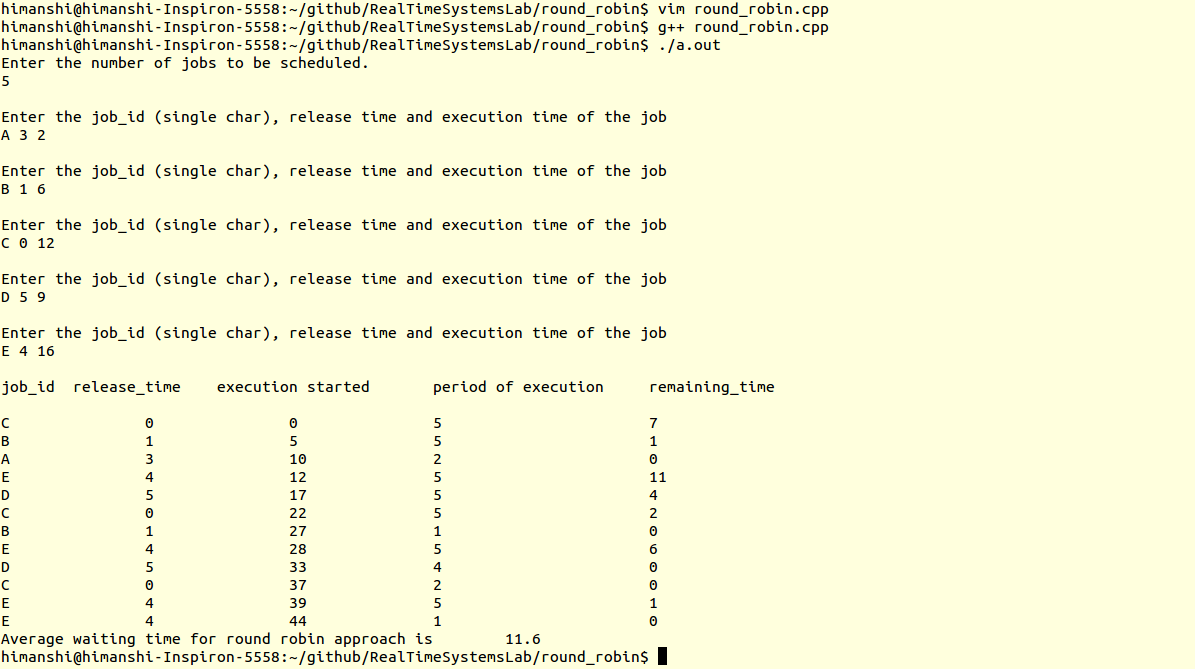 himanshi@himanshi-Inspiron-5558:~/github/RealTimeSystemsLab/round_robin$ vim round_robin.cpp
himanshi@himanshi-Inspiron-5558:~/github/RealTimeSystemsLab/round_robin$ g++ round_robin.cpp
himanshi@himanshi-Inspiron-5558:~/github/RealTimeSystemsLab/round_robin$ ./a.out
Enter the number of jobs to be scheduled.
5
Enter the job_id (single char), release time and execution time of the job
A 3 2
Enter the job_id (single char), release time and execution time of the job
B 1 6
Enter the job_id (single char), release time and execution time of the job
C 0 12
Enter the job_id (single char), release time and execution time of the job
D 5 9
Enter the job_id (single char), release time and execution time of the job
E 4 16
job_id  release_time    execution started       period of execution     remaining_time
C               0               0               5                       7
B               1               5               5                       1
A               3               10              2                       0
E               4               12              5                       11
D               5               17              5                       4
C               0               22              5                       2
B               1               27              1                       0
E               4               28              5                       6
D               5               33              4                       0
C               0               37              2                       0
E               4               39              5                       1
E               4               44              1                       0
Average waiting time for round robin approach is        11.6
himanshi@himanshi-Inspiron-5558:~/github/RealTimeSystemsLab/round_robin$